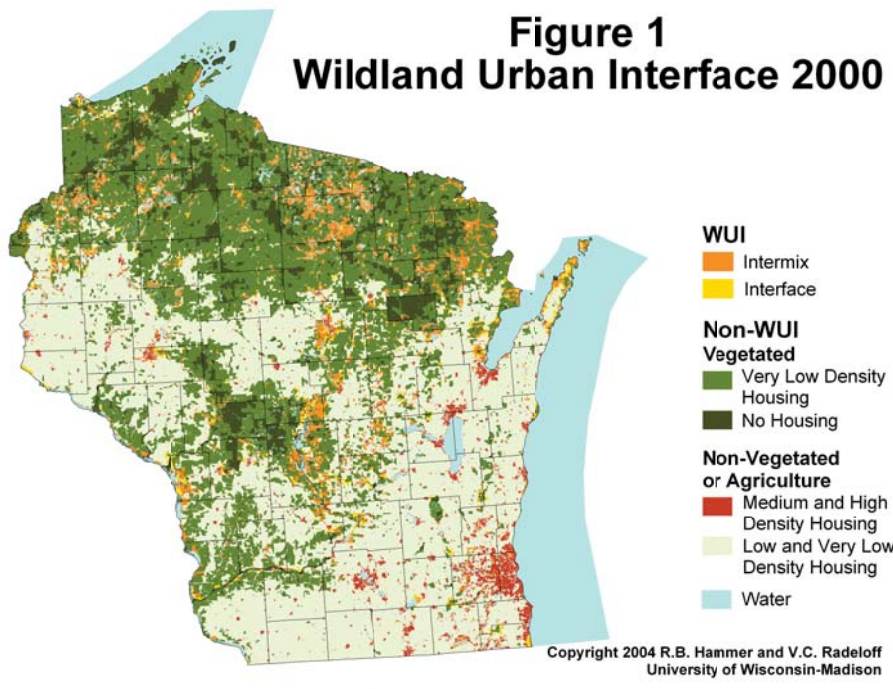 Figure 1
Wildland Urban Interface 2000
WUI
Intermix
Interface
Non-WUI
Vegetated
Very Low Density
Housing
No Housing
Non-Vegetated
or Agriculture
Medium and High
Density Housing
Low and Very Low
Density Housing
Water
Copyright 2004 R.B. Hammer and V.C. Radeloff
University of Wisconsin-Madison